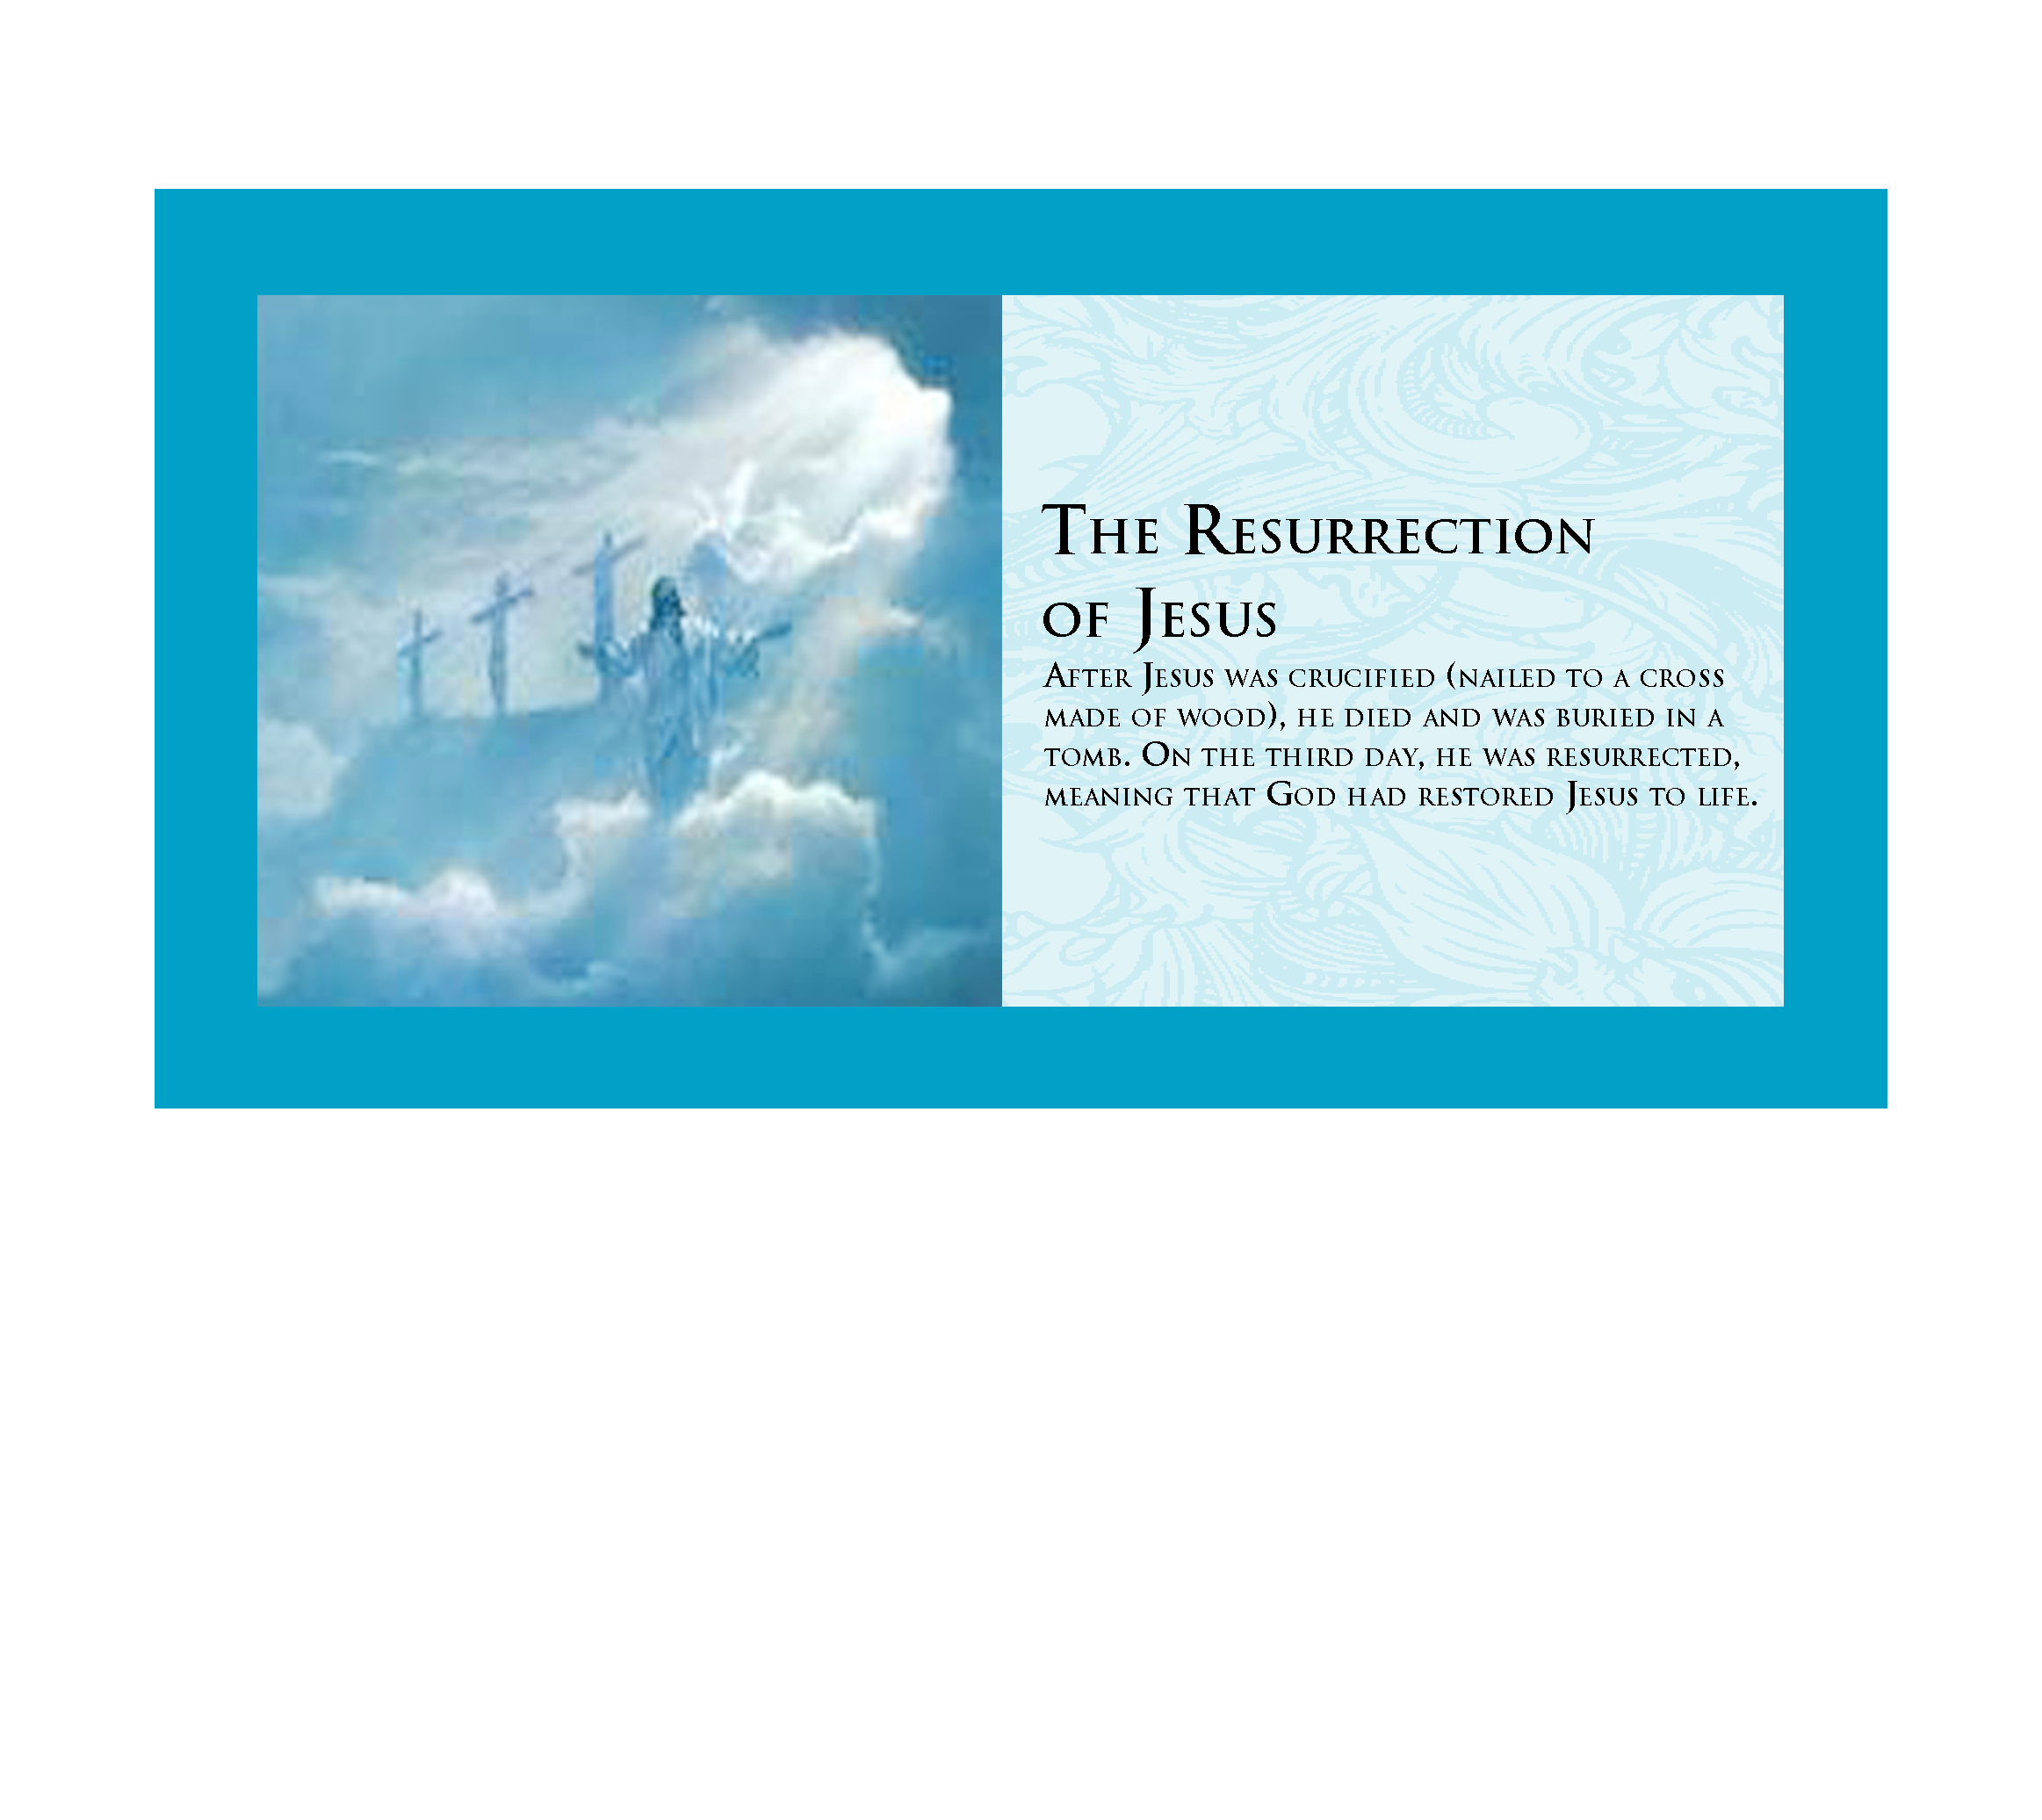 The Resurrection
of Jesus
After Jesus was crucified (nailed to a cross
made of wood), he died and was buried in a
tomb. On the third day, he was resurrected,
meaning that God had restored Jesus to life.